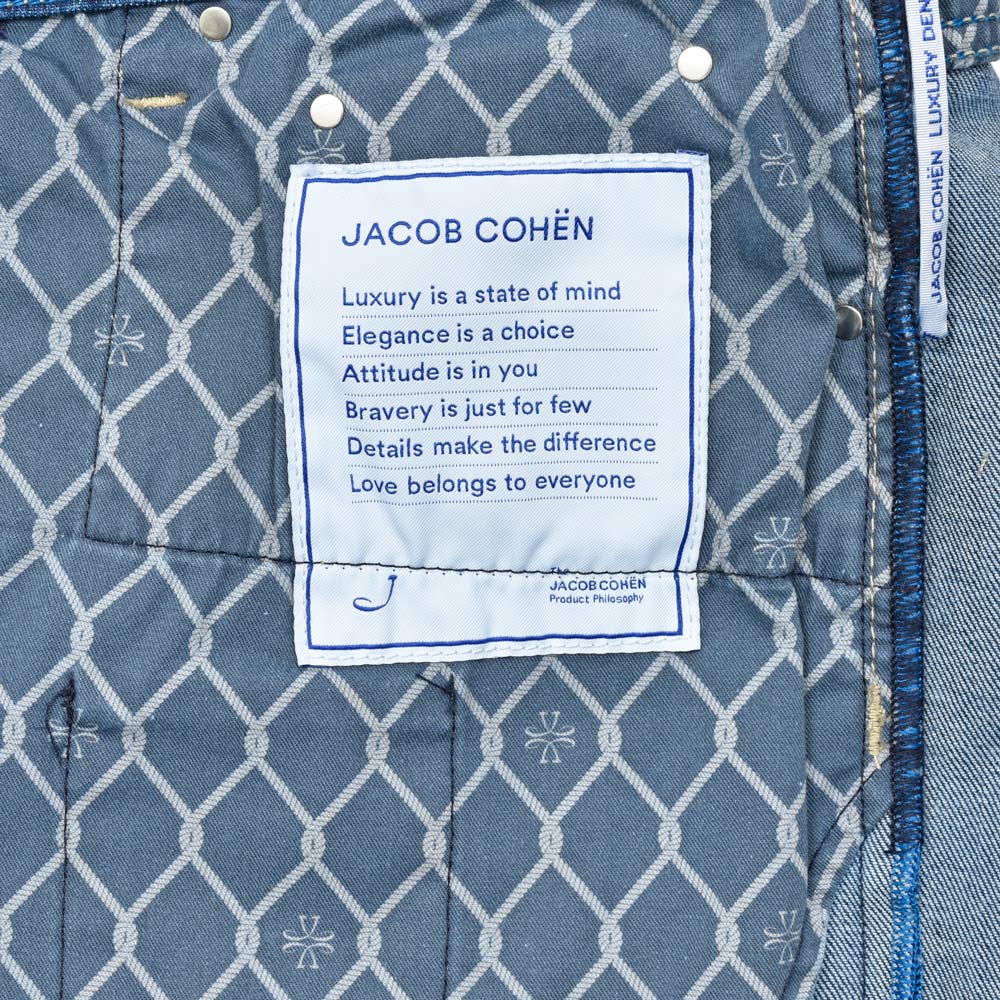 JACOB COHËN
Luxury is a state of mind
Elegance is a choice
Attitude is in you
Bravery is just for few
Details make the difference
Love belongs to everyone
J
The
JACOB COHËN
Product Philosophy
JACOB COHËN LUXURY DEN